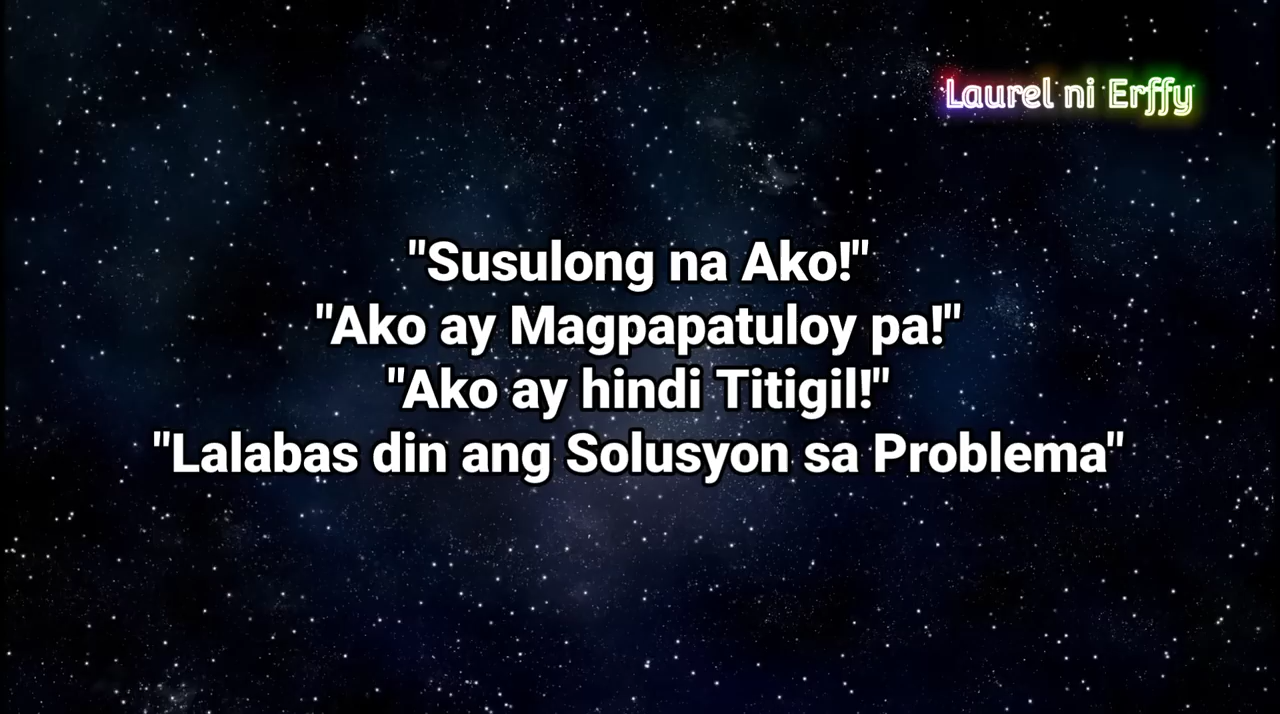 Laurel ni Erffy
"Susulong na Ako!"
"Ako ay Magpapatuloy pa!"
"Ako ay hindi Titigil!"
"Lalabas din ang Solusyon sa Problema"